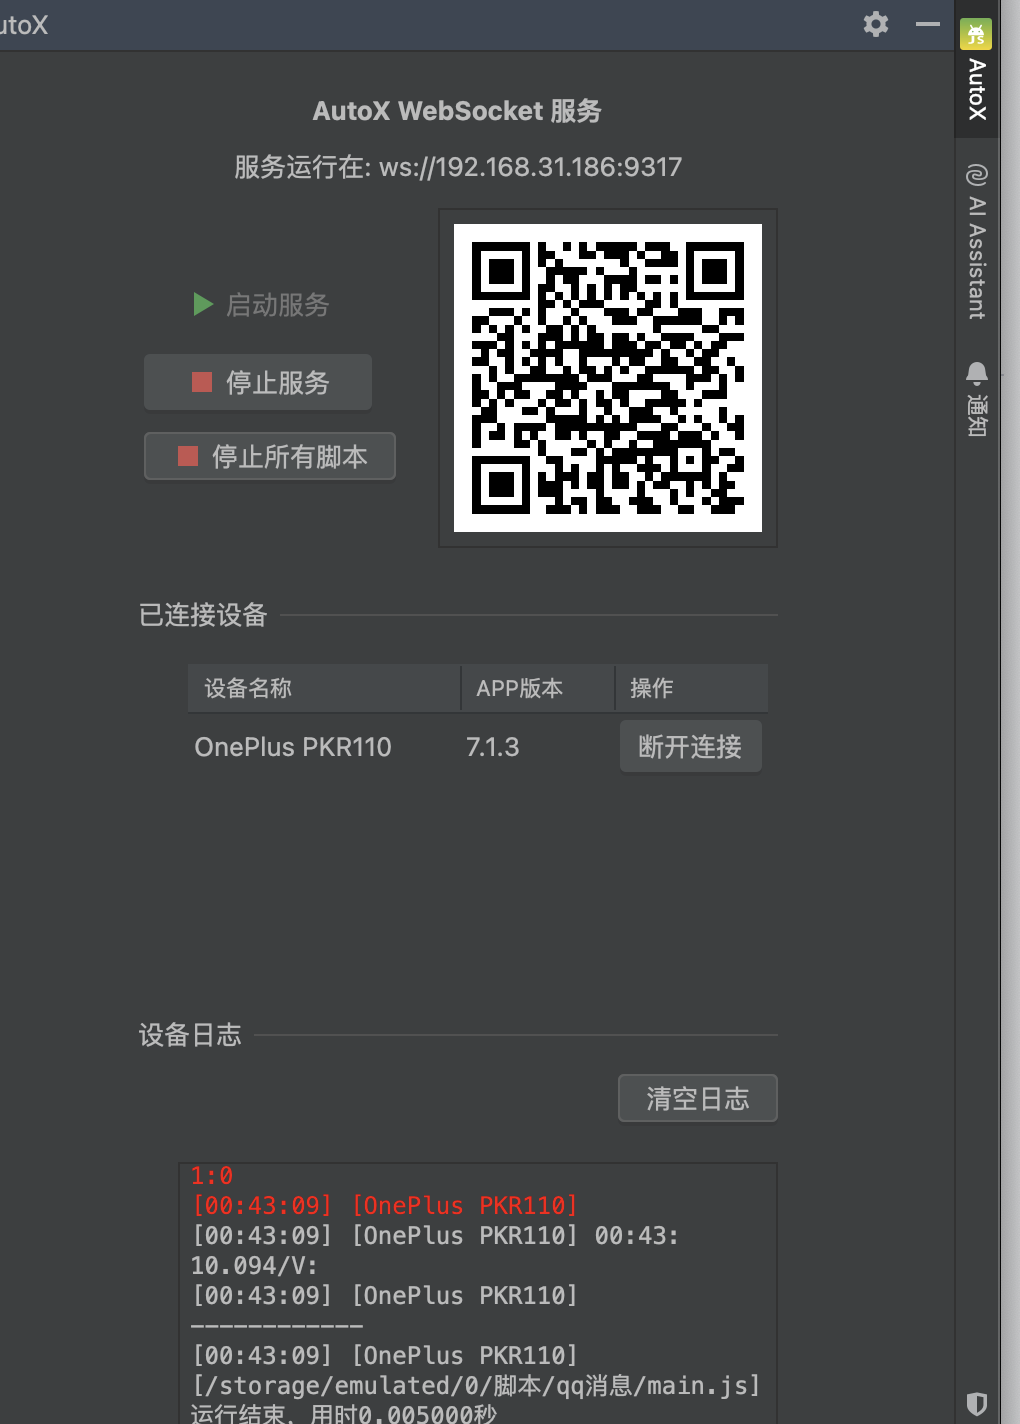 utoX
AutoX WebSocket 服务
服务运行在: ws://192.168.31.186:9317
启动服务
停止服务
停止所有脚本
已连接设备
设备名称 APP版本 操作
OnePlus PKR110 7.1.3 断开连接
设备日志
清空日志
1:0
[00:43:09] [OnePlus PKR110]
[00:43:09] [OnePlus PKR110] 00:43:
10.094/V:
[00:43:09] [OnePlus PKR110]
------------
[00:43:09] [OnePlus PKR110]
[/storage/emulated/0/脚本/qq消息/main.js]
运行结束，用时0.005000秒
JS
AutoX
AI Assistant
通知